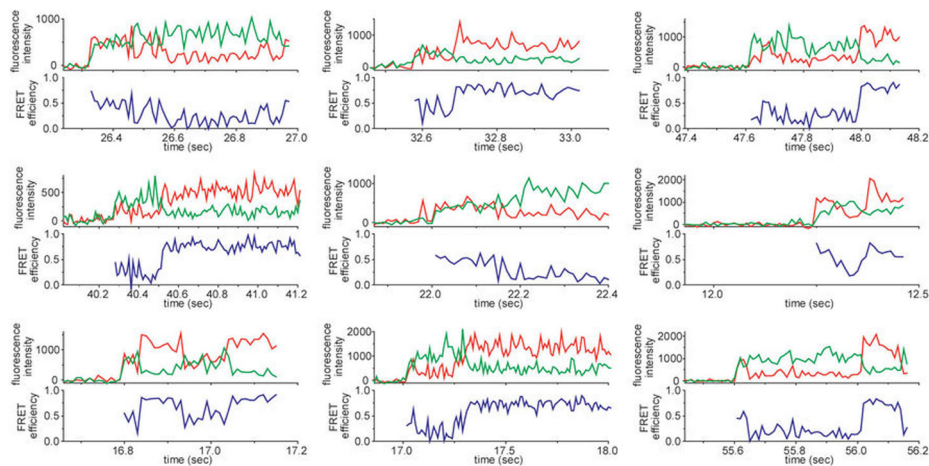 fluorescence intensity 1000 0
FRET efficiency 1.0 0.5 0.0
26.4 26.6 26.8 27.0
time (sec)
fluorescence intensity 1000 0
FRET efficiency 1.0 0.5 0.0
32.6 32.8 33.0
time (sec)
fluorescence intensity 1000 0
FRET efficiency 1.0 0.5 0.0
47.4 47.6 47.8 48.0 48.2
time (sec)
fluorescence intensity 500 0
FRET efficiency 1.0 0.5 0.0
40.2 40.4 40.6 40.8 41.0 41.2
time (sec)
fluorescence intensity 1000 0
FRET efficiency 1.0 0.5 0.0
22.0 22.2 22.4
time (sec)
fluorescence intensity 2000 1000 0
FRET efficiency 1.0 0.5 0.0
12.0 12.5
time (sec)
fluorescence intensity 1000 0
FRET efficiency 1.0 0.5 0.0
16.8 17.0 17.2
time (sec)
fluorescence intensity 2000 1000 0
FRET efficiency 1.0 0.5 0.0
17.0 17.5 18.0
time (sec)
fluorescence intensity 2000 1000 0
FRET efficiency 1.0 0.5 0.0
55.6 55.8 56.0 56.2
time (sec)